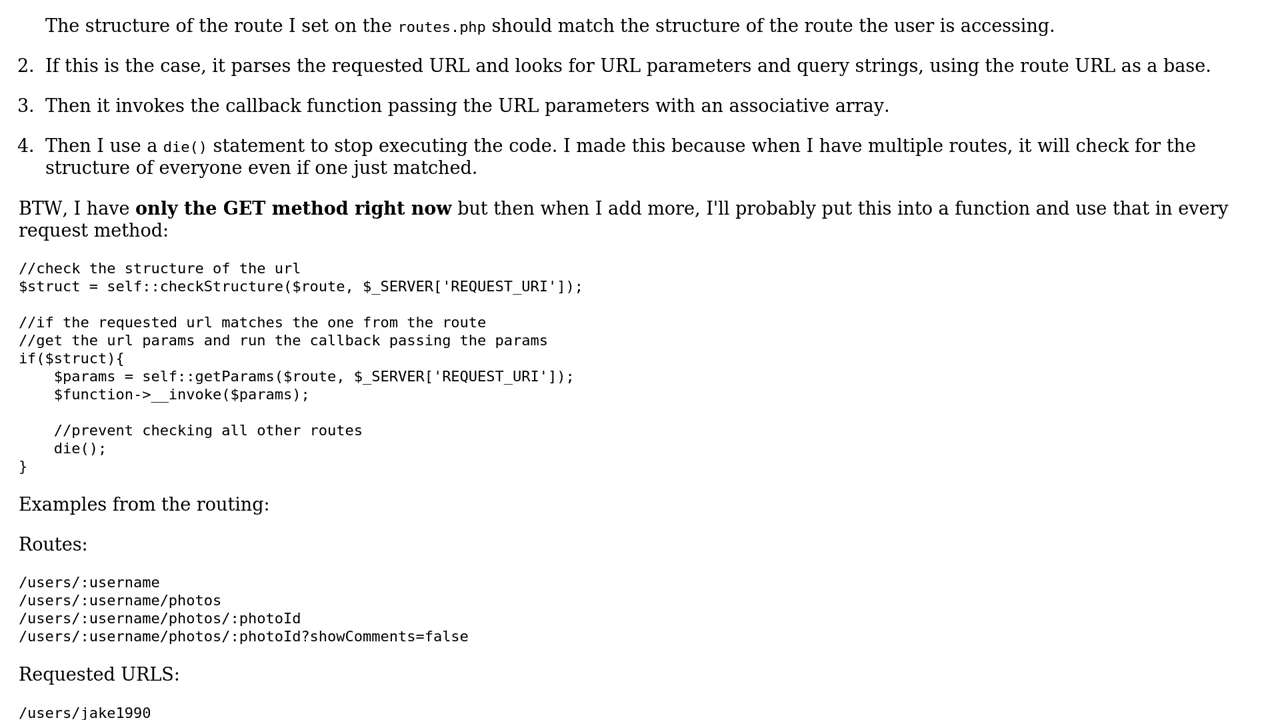 The structure of the route I set on the routes.php should match the structure of the route the user is accessing.
2. If this is the case, it parses the requested URL and looks for URL parameters and query strings, using the route URL as a base.
3. Then it invokes the callback function passing the URL parameters with an associative array.
4. Then I use a die() statement to stop executing the code. I made this because when I have multiple routes, it will check for the
structure of everyone even if one just matched.
BTW, I have only the GET method right now but then when I add more, I'll probably put this into a function and use that in every
request method:
//check the structure of the url
$struct = self::checkStructure($route, $_SERVER['REQUEST_URI']);
//if the requested url matches the one from the route
//get the url params and run the callback passing the params
if($struct){
    $params = self::getParams($route, $_SERVER['REQUEST_URI']);
    $function->__invoke($params);
    //prevent checking all other routes
    die();
}
Examples from the routing:
Routes:
/users/:username
/users/:username/photos
/users/:username/photos/:photoId
/users/:username/photos/:photoId?showComments=false
Requested URLS:
/users/jake1990